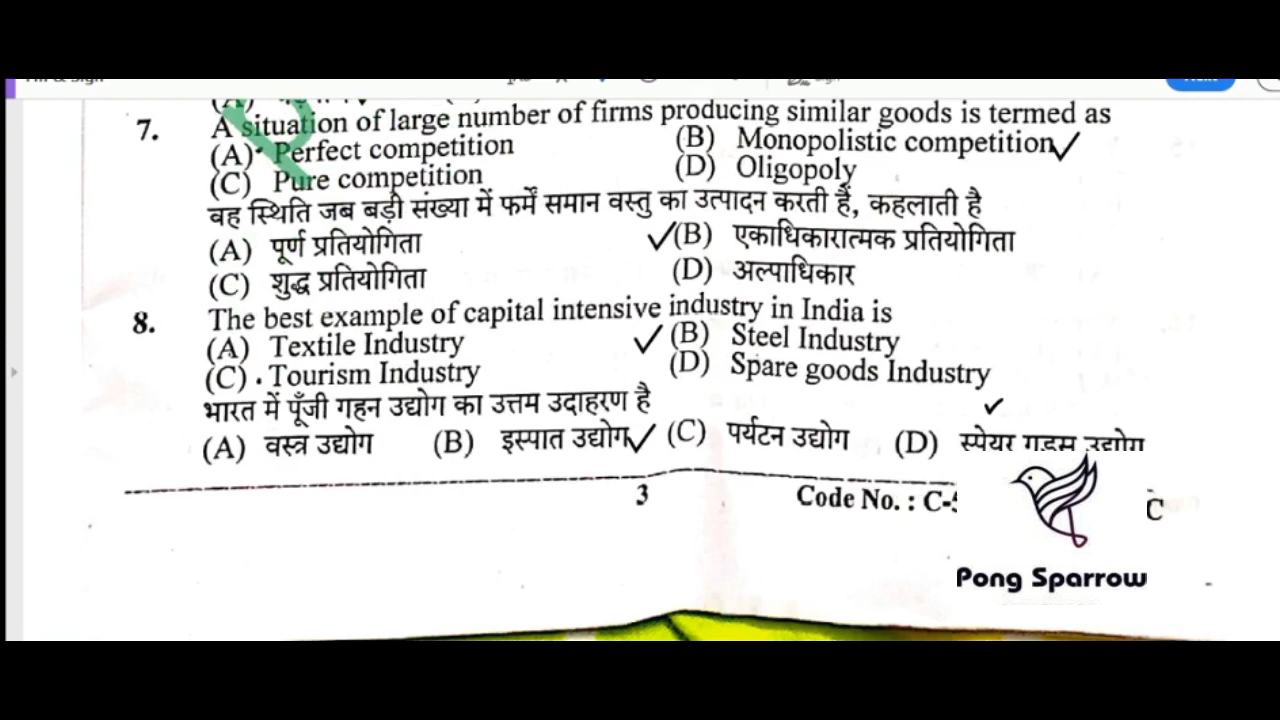 7. A situation of large number of firms producing similar goods is termed as
(A) Perfect competition (B) Monopolistic competition
(C) Pure competition (D) Oligopoly
वह स्थिति जब बड़ी संख्या में फर्में समान वस्तु का उत्पादन करती हैं, कहलाती है
(A) पूर्ण प्रतियोगिता (B) एकाधिकारात्मक प्रतियोगिता
(C) शुद्ध प्रतियोगिता (D) अल्पाधिकार
8. The best example of capital intensive industry in India is
(A) Textile Industry (B) Steel Industry
(C) Tourism Industry (D) Spare goods Industry
भारत में पूँजी गहन उद्योग का उत्तम उदाहरण है
(A) वस्त्र उद्योग (B) इस्पात उद्योग (C) पर्यटन उद्योग (D) स्पेयर गुड्स उद्योग
3 Code No. : C-5 C
Pong Sparrow